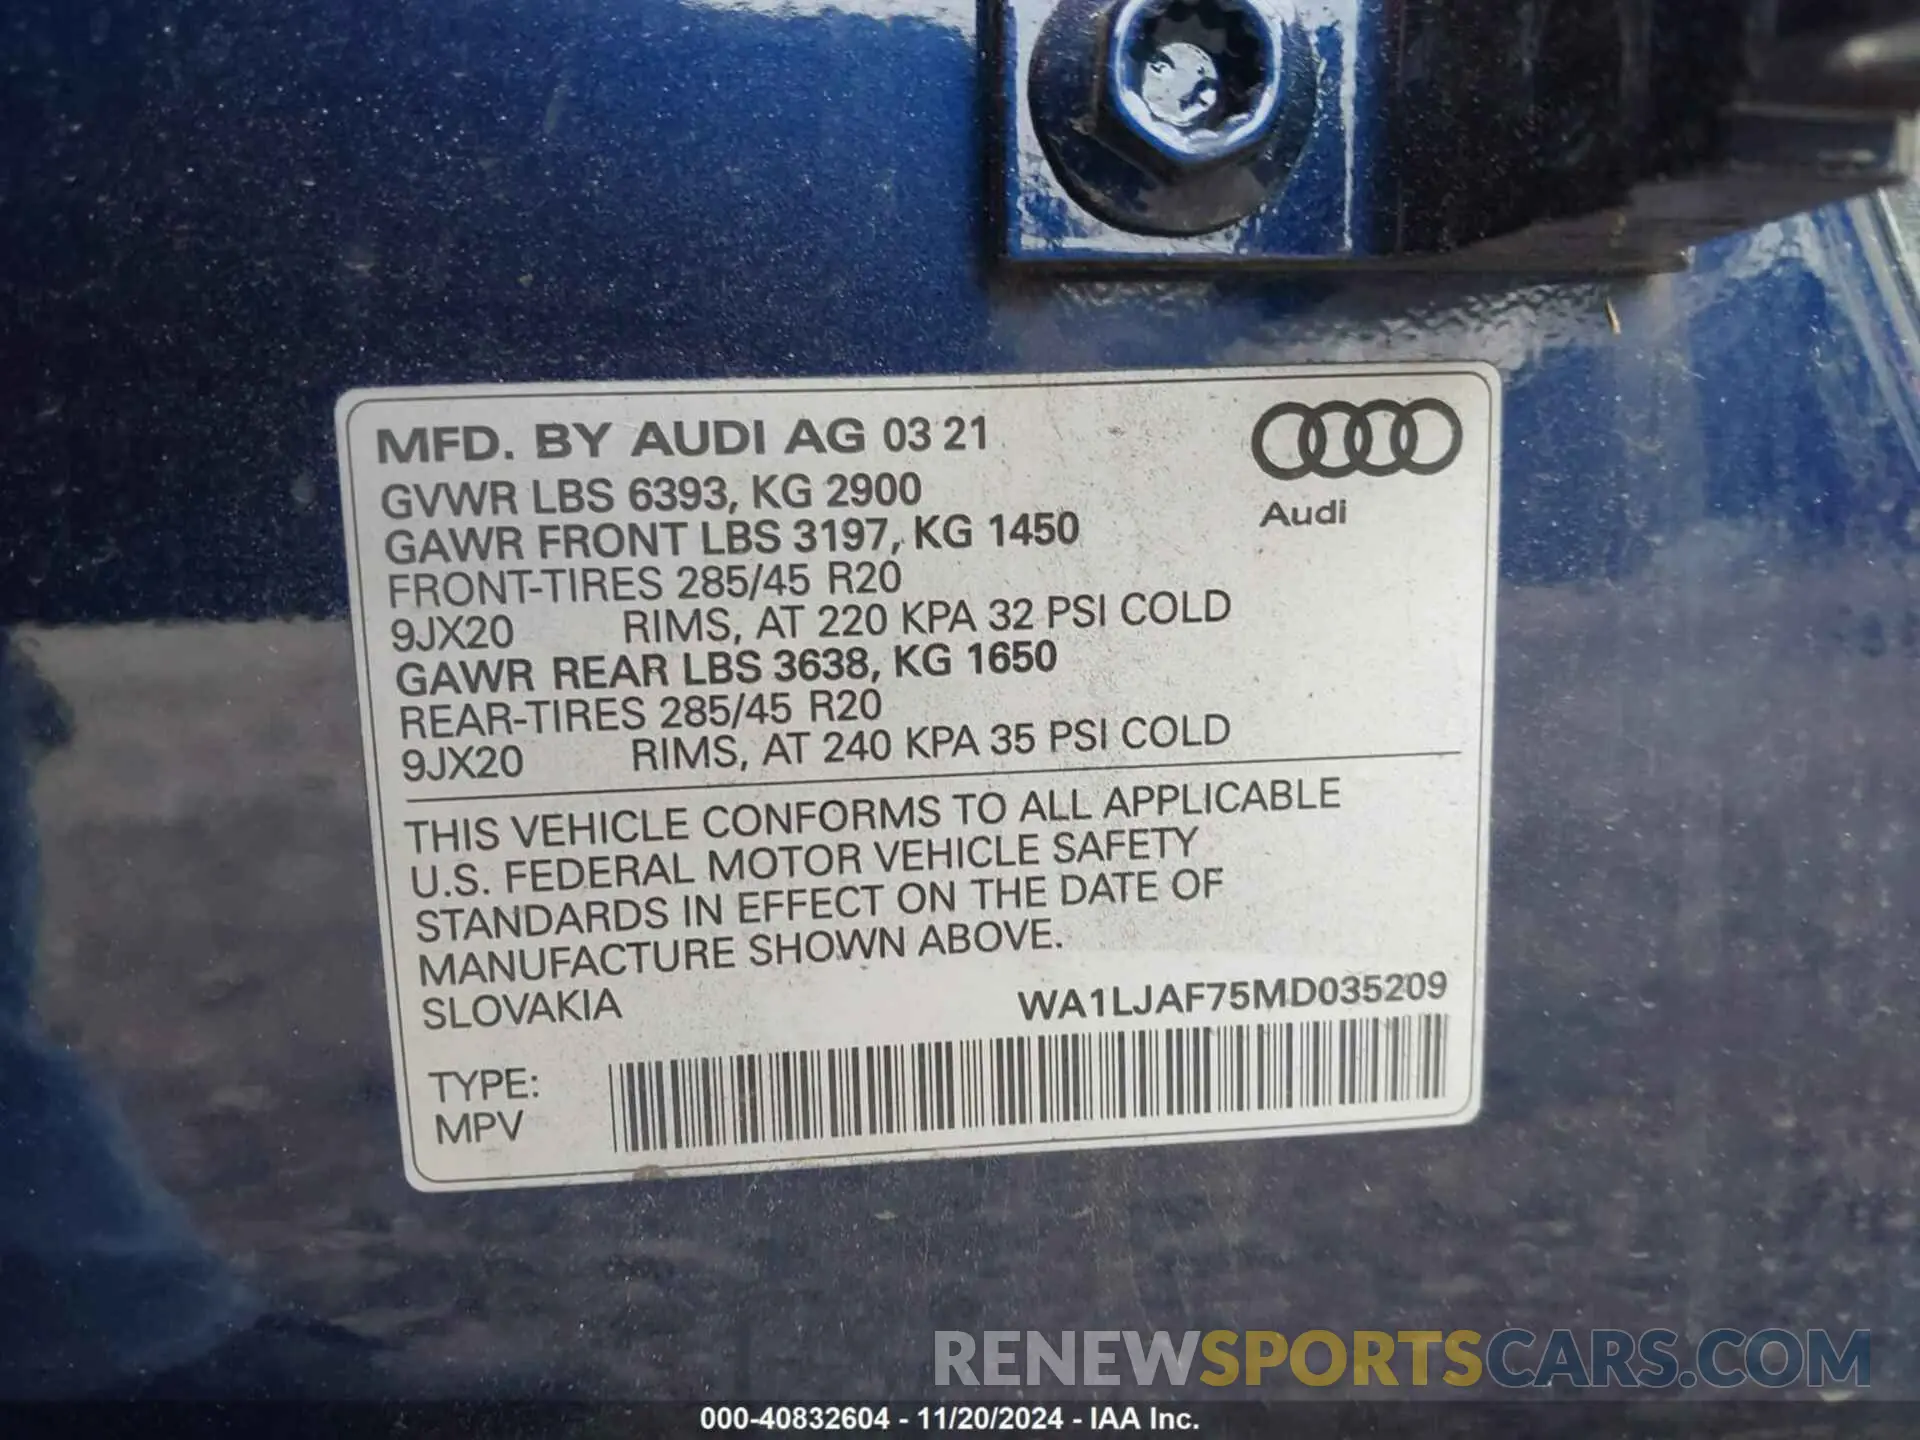 MFD. BY AUDI AG 03 21
GVWR LBS 6393, KG 2900
GAWR FRONT LBS 3197, KG 1450
FRONT-TIRES 285/45 R20
9JX20 RIMS, AT 220 KPA 32 PSI COLD
GAWR REAR LBS 3638, KG 1650
REAR-TIRES 285/45 R20
9JX20 RIMS, AT 240 KPA 35 PSI COLD
Audi
THIS VEHICLE CONFORMS TO ALL APPLICABLE
U.S. FEDERAL MOTOR VEHICLE SAFETY
STANDARDS IN EFFECT ON THE DATE OF
MANUFACTURE SHOWN ABOVE.
SLOVAKIA WA1LJAF75MD035209
TYPE:
MPV
RENEWSPORTSCARS.COM
000-40832604 - 11/20/2024 - IAA Inc.